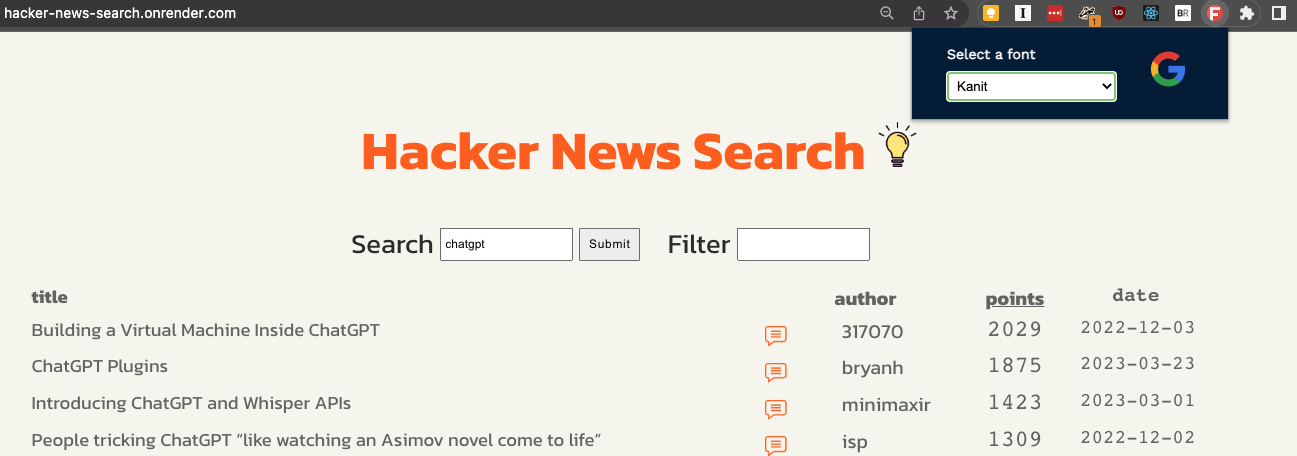 hacker-news-search.onrender.com
1
UO
BR
F
Select a font
Kanit
G
Hacker News Search
Search chatgpt Submit Filter
title author points date
Building a Virtual Machine Inside ChatGPT 317070 2029 2022-12-03
ChatGPT Plugins bryanh 1875 2023-03-23
Introducing ChatGPT and Whisper APIs minimaxir 1423 2023-03-01
People tricking ChatGPT “like watching an Asimov novel come to life” isp 1309 2022-12-02